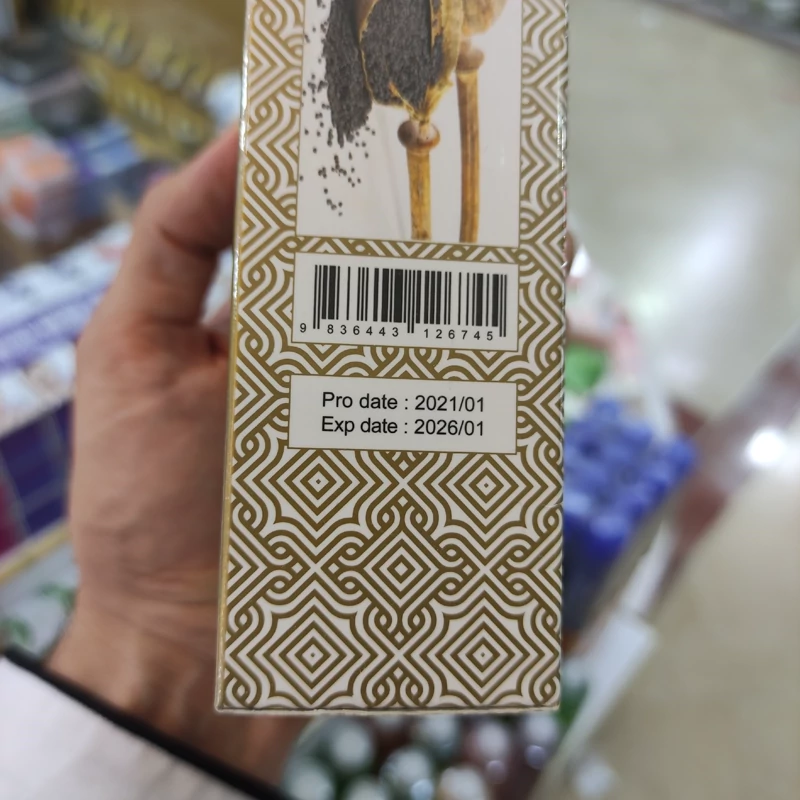 9 836443 126745
Pro date : 2021/01
Exp date : 2026/01